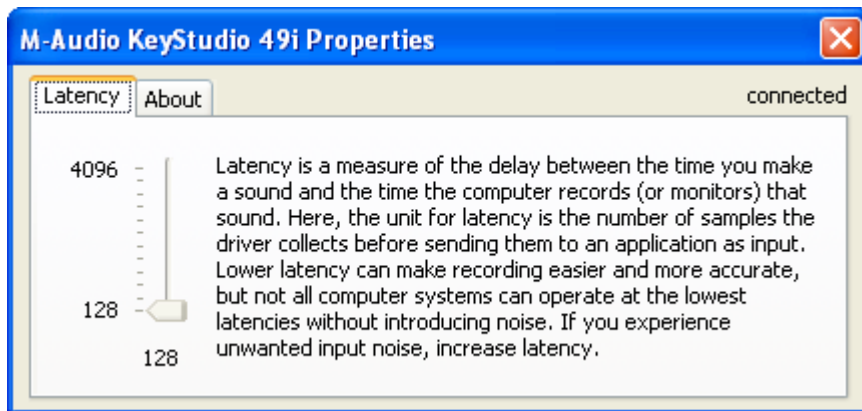 M-Audio KeyStudio 49i Properties
Latency
About
connected
4096
Latency is a measure of the delay between the time you make
a sound and the time the computer records (or monitors) that
sound. Here, the unit for latency is the number of samples the
driver collects before sending them to an application as input.
Lower latency can make recording easier and more accurate,
but not all computer systems can operate at the lowest
latencies without introducing noise. If you experience
unwanted input noise, increase latency.
128
128